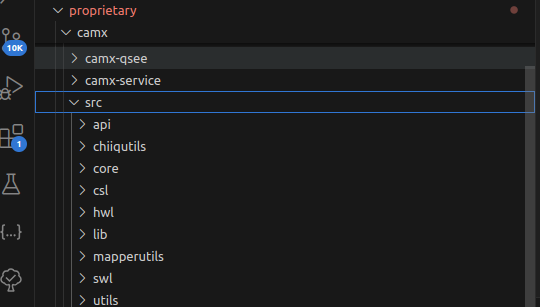 proprietary
camx
10K
camx-qsee
camx-service
src
api
chiiqutils
1
core
csl
hwl
{...}
lib
mapperutils
swl
utils